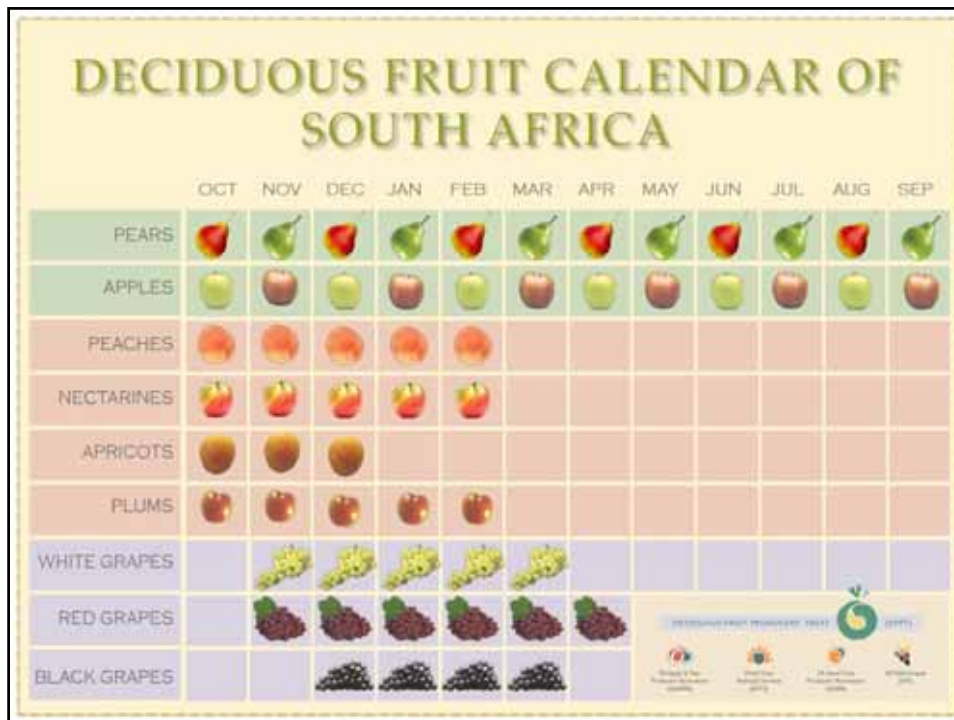 DECIDUOUS FRUIT CALENDAR OF
SOUTH AFRICA
OCT NOV DEC JAN FEB MAR APR MAY JUN JUL AUG SEP
PEARS
APPLES
PEACHES
NECTARINES
APRICOTS
PLUMS
WHITE GRAPES
RED GRAPES
DECIDUOUS FRUIT PRODUCERS' TRUST (DFPT)
BLACK GRAPES